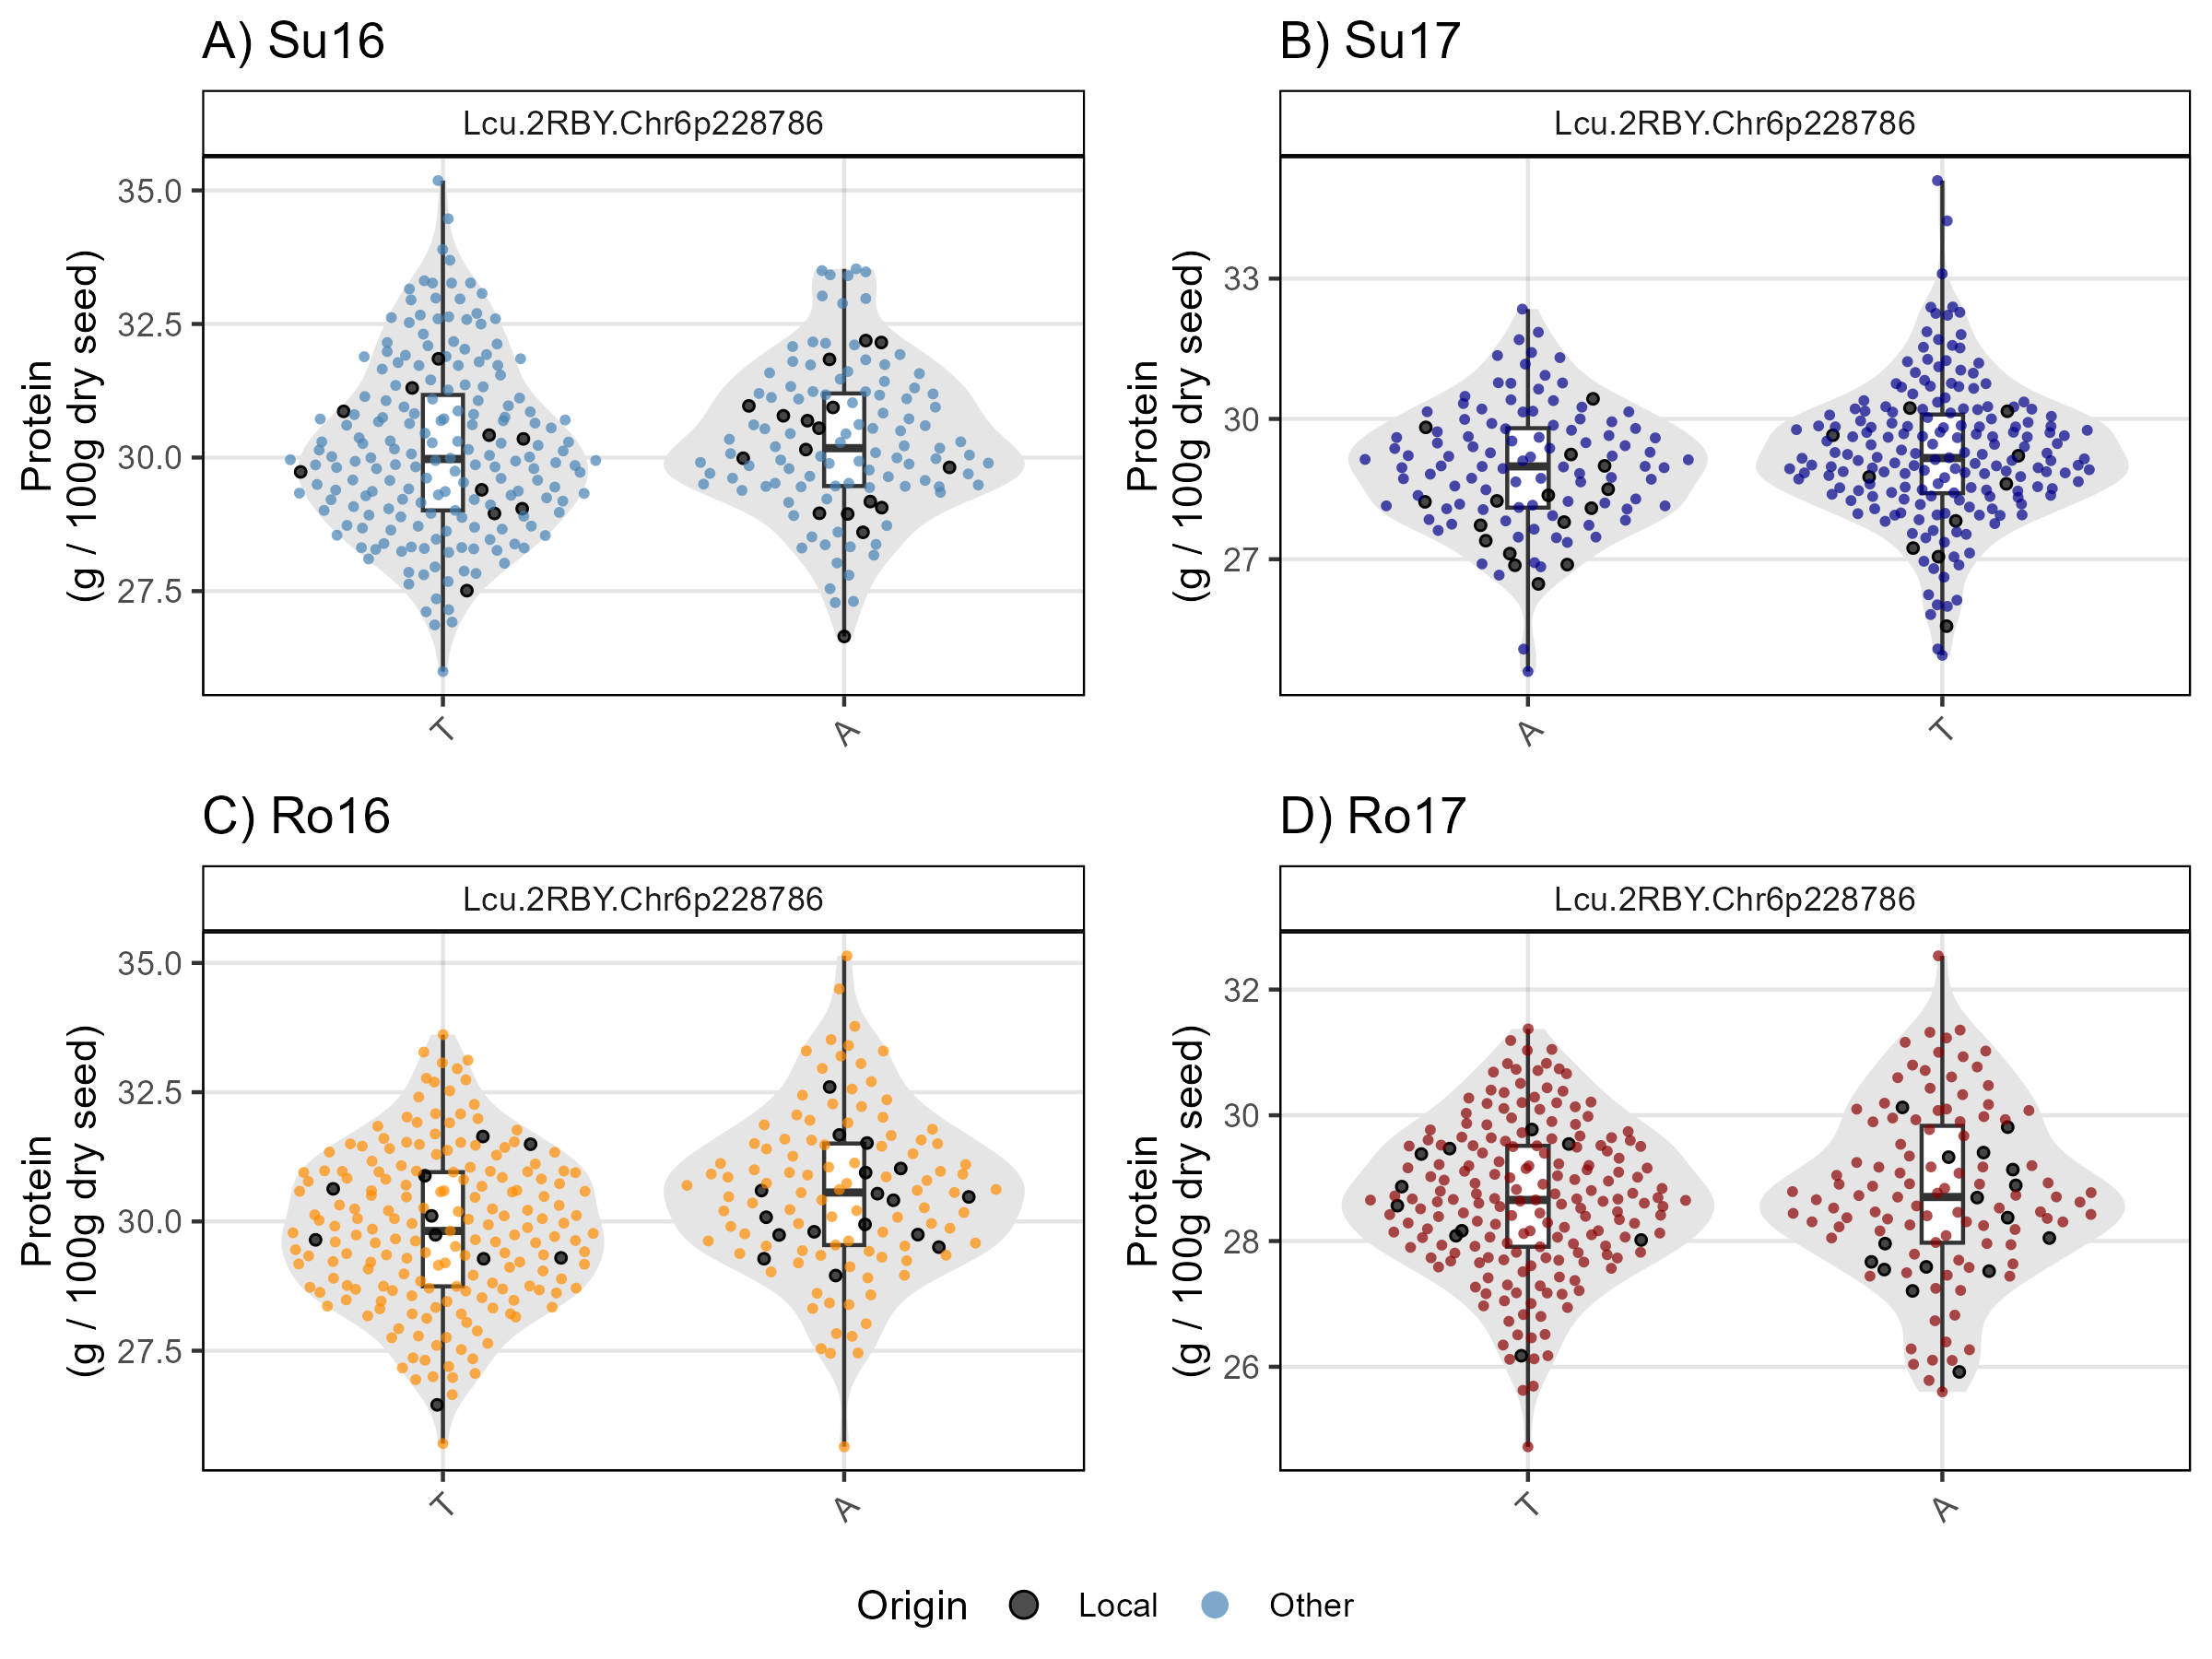 A) Su16
Lcu.2RBY.Chr6p228786
Protein
(g / 100g dry seed)
35.0
32.5
30.0
27.5
T
A
B) Su17
Lcu.2RBY.Chr6p228786
Protein
(g / 100g dry seed)
33
30
27
A
T
C) Ro16
Lcu.2RBY.Chr6p228786
Protein
(g / 100g dry seed)
35.0
32.5
30.0
27.5
T
A
D) Ro17
Lcu.2RBY.Chr6p228786
Protein
(g / 100g dry seed)
32
30
28
26
T
A
Origin Local Other